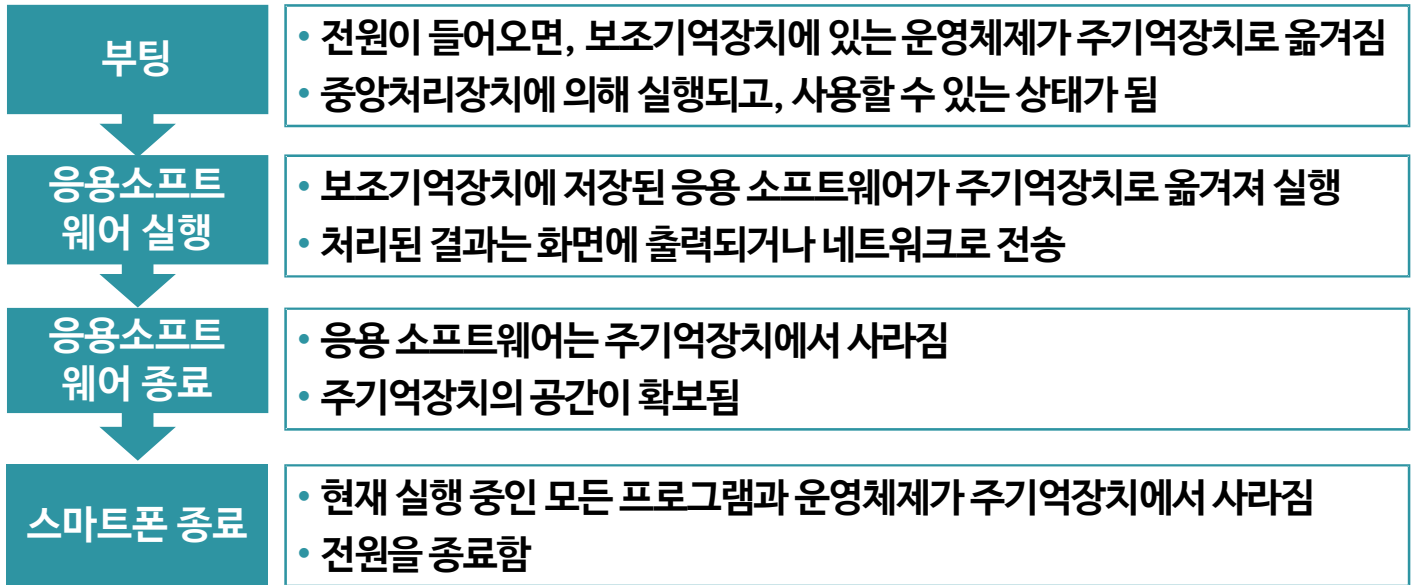 부팅
• 전원이 들어오면, 보조기억장치에 있는 운영체제가 주기억장치로 옮겨짐
• 중앙처리장치에 의해 실행되고, 사용할 수 있는 상태가 됨
응용소프트
웨어 실행
• 보조기억장치에 저장된 응용 소프트웨어가 주기억장치로 옮겨져 실행
• 처리된 결과는 화면에 출력되거나 네트워크로 전송
응용소프트
웨어 종료
• 응용 소프트웨어는 주기억장치에서 사라짐
• 주기억장치의 공간이 확보됨
스마트폰 종료
• 현재 실행 중인 모든 프로그램과 운영체제가 주기억장치에서 사라짐
• 전원을 종료함